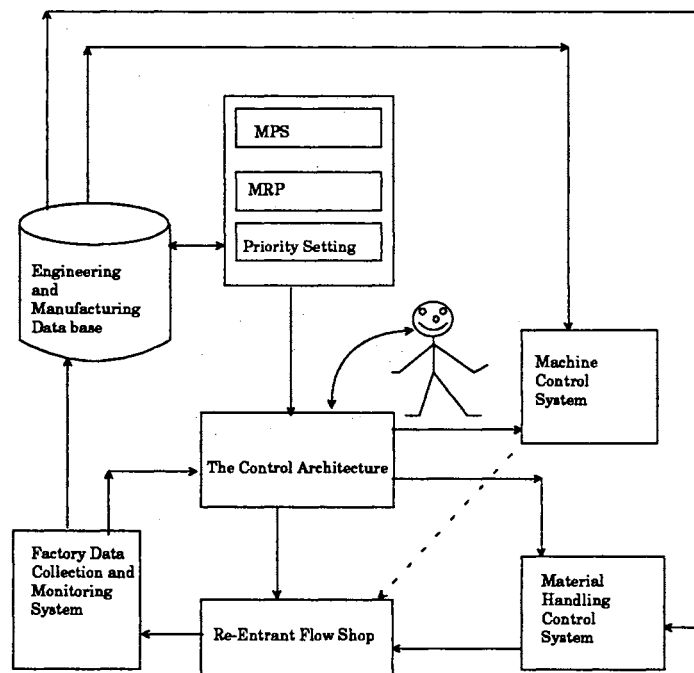 MPS
MRP
Priority Setting
Engineering
and
Manufacturing
Data base
Machine
Control
System
The Control Architecture
Factory Data
Collection and
Monitoring
System
Re-Entrant Flow Shop
Material
Handling
Control
System